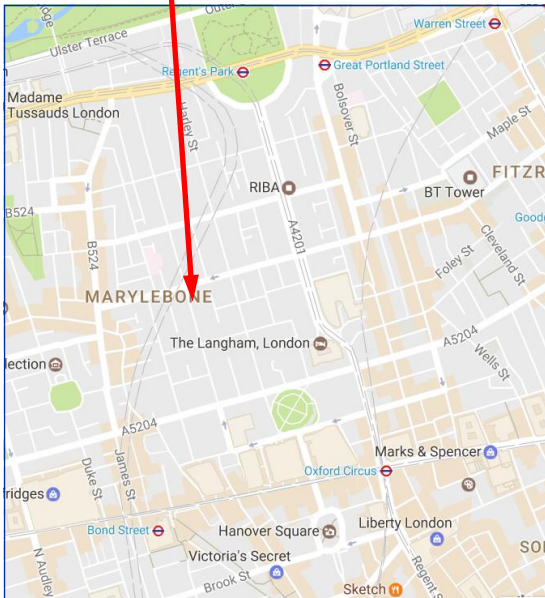 Outer
Warren Street
Ulster Terrace
Regent's Park
Great Portland Street
Madame
Tussauds London
Harley St
Bolsover St
Maple St
RIBA
BT Tower
FITZR
B524
A4201
Goodg
B524
Foley St
Cleveland St
MARYLEBONE
The Langham, London
A5204
lection
Wells St
A5204
Marks & Spencer
Duke St
James St
Oxford Circus
fridges
Bond Street
Hanover Square
Liberty London
N Audley
Victoria's Secret
SO
Brook St
Regent S
Sketch